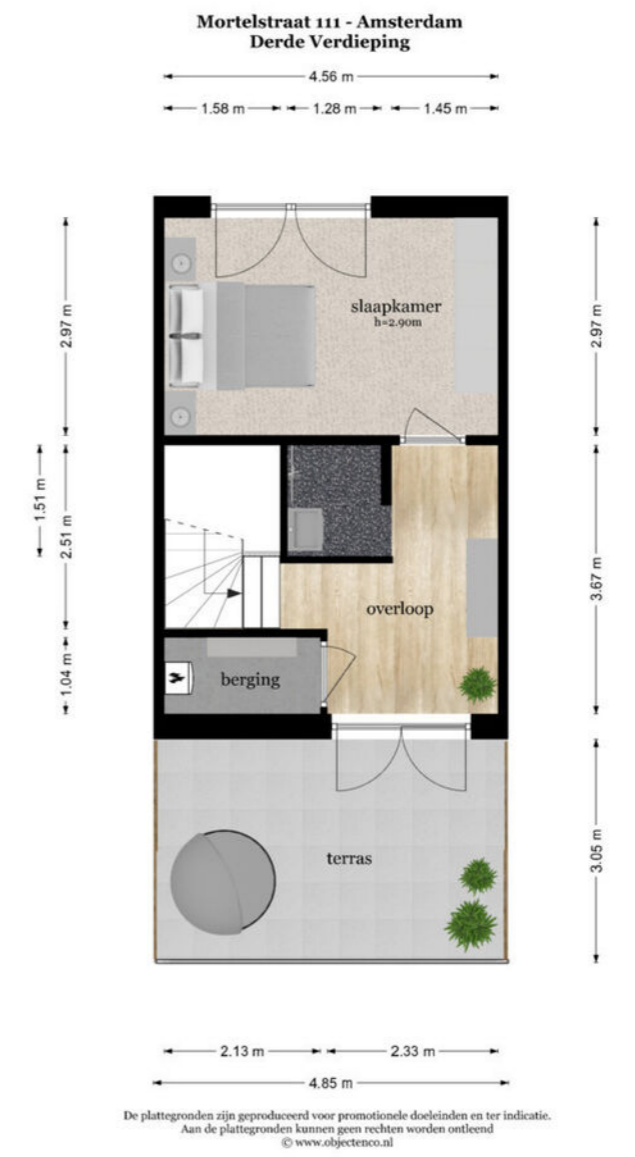 Mortelstraat 111 - Amsterdam
Derde Verdieping
4.56 m
1.58 m 1.28 m 1.45 m
slaapkamer
h=2.90m
2.97 m
2.97 m
1.51 m
2.51 m
3.67 m
overloop
berging
1.04 m
terras
3.05 m
2.13 m 2.33 m
4.85 m
De plattegronden zijn geproduceerd voor promotionele doeleinden en ter indicatie.
Aan de plattegronden kunnen geen rechten worden ontleend
© www.objectenco.nl